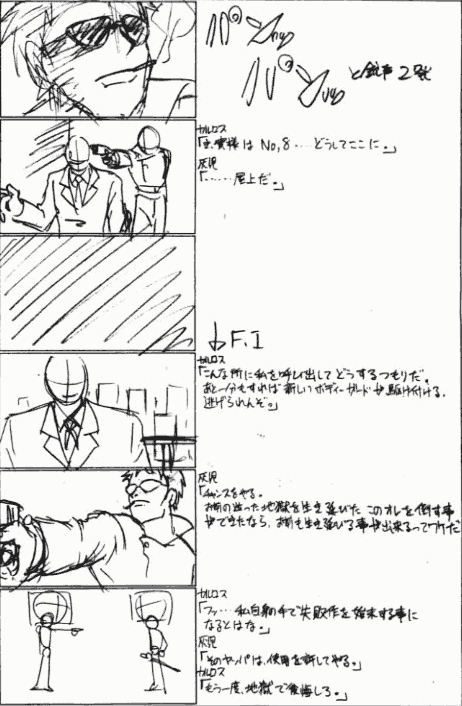 パンッ
パンッ
と銃声2発
カルロス
「き、貴様は No,8‥‥どうしてここに。」
灰児
「‥‥‥屋上だ。」
↓F.I
カルロス
「こんな所に私を呼び出して どうするつもりだ。
あと一分もすれば新しいボディーガードが駆け付ける。
逃げられんぞ。」
灰児
「チャンスをやる。
お前の造った地獄を生き延びた このオレを倒す事
ができたなら、お前も生き延びる事が出来るってワケだ
カルロス
「フッ‥‥私自身の手で失敗作を始末する事に
なるとはな。」
灰児
「そのヤッパは、使用を許してやる。」
カルロス
「もう一度、地獄で後悔しろ。」